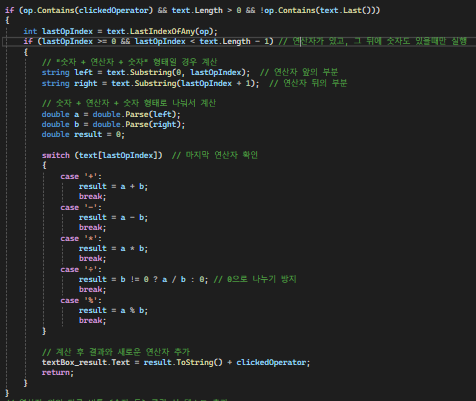 if (op.Contains(clickedOperator) && text.Length > 0 && !op.Contains(text.Last()))
{
int lastOpIndex = text.LastIndexOfAny(op);
if (lastOpIndex >= 0 && lastOpIndex < text.Length - 1) // 연산자가 있고, 그 뒤에 숫자도 있을때만 실행
{
// "숫자 + 연산자 + 숫자" 형태일 경우 계산
string left = text.Substring(0, lastOpIndex); // 연산자 앞의 부분
string right = text.Substring(lastOpIndex + 1); // 연산자 뒤의 부분
// 숫자 + 연산자 + 숫자 형태로 나눠서 계산
double a = double.Parse(left);
double b = double.Parse(right);
double result = 0;
switch (text[lastOpIndex]) // 마지막 연산자 확인
{
case '+':
result = a + b;
break;
case '-':
result = a - b;
break;
case '*':
result = a * b;
break;
case '÷':
result = b != 0 ? a / b : 0; // 0으로 나누기 방지
break;
case '%':
result = a % b;
break;
}
// 계산 후 결과와 새로운 연산자 추가
textBox_result.Text = result.ToString() + clickedOperator;
return;
}
}